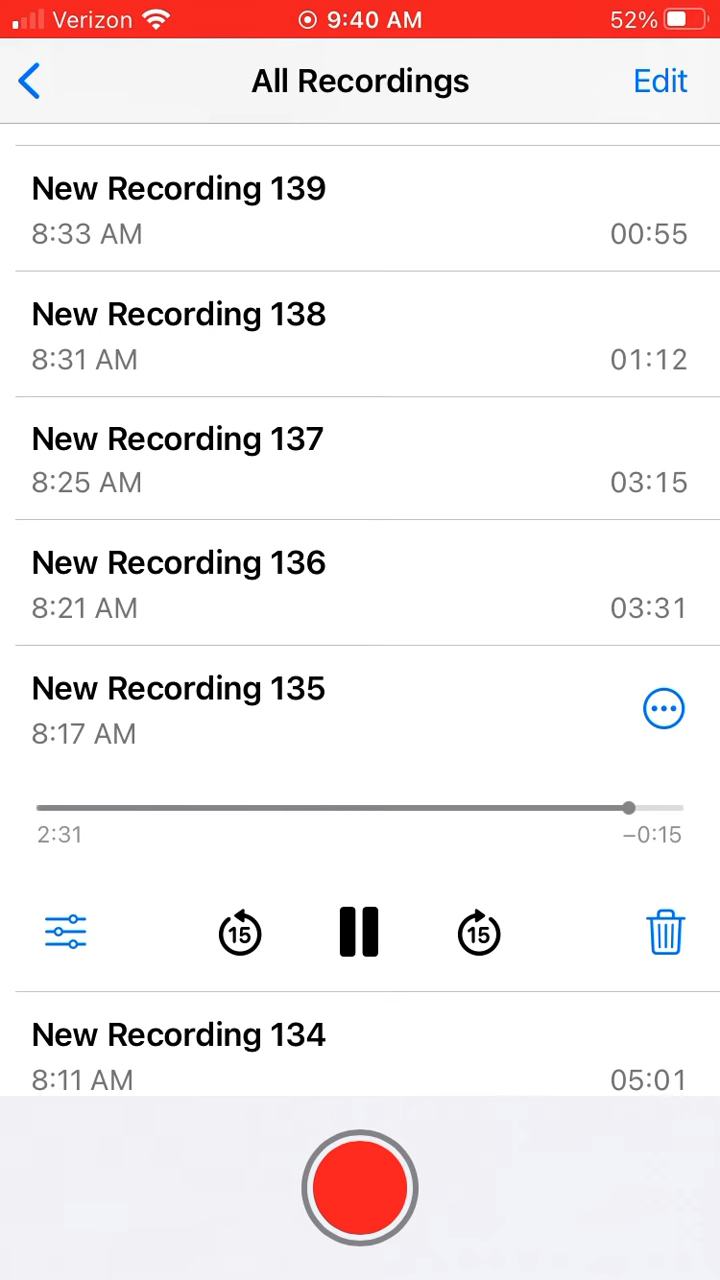 Verizon 9:40 AM 52%
All Recordings Edit
New Recording 139
8:33 AM 00:55
New Recording 138
8:31 AM 01:12
New Recording 137
8:25 AM 03:15
New Recording 136
8:21 AM 03:31
New Recording 135
8:17 AM
2:31 −0:15
15 15
New Recording 134
8:11 AM 05:01